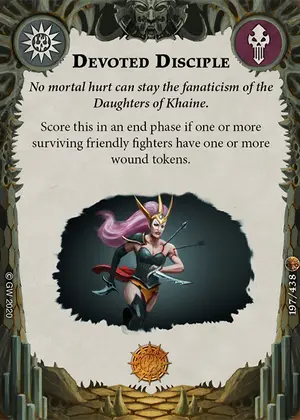 DEVOTED DISCIPLE
No mortal hurt can stay the fanaticism of the
Daughters of Khaine.
Score this in an end phase if one or more
surviving friendly fighters have one or more
wound tokens.
© GW 2020
197/438